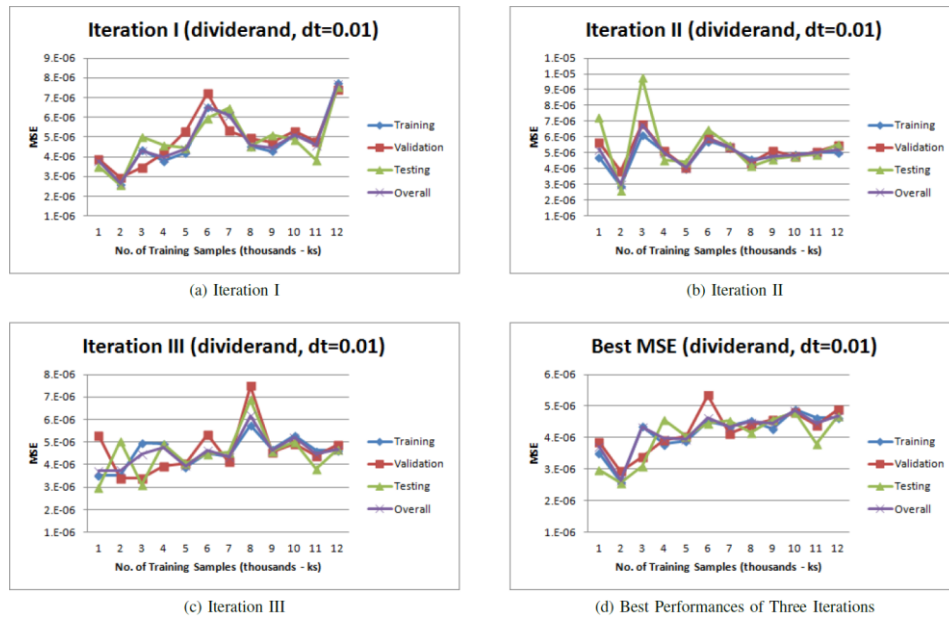 Iteration I (dividerand, dt=0.01)
9.E-06
8.E-06
7.E-06
6.E-06
5.E-06
4.E-06
3.E-06
2.E-06
1.E-06
MSE
1 2 3 4 5 6 7 8 9 10 11 12
No. of Training Samples (thousands - ks)
Training
Validation
Testing
Overall
(a) Iteration I
Iteration II (dividerand, dt=0.01)
1.E-05
1.E-05
9.E-06
8.E-06
7.E-06
6.E-06
5.E-06
4.E-06
3.E-06
2.E-06
1.E-06
MSE
1 2 3 4 5 6 7 8 9 10 11 12
No. of Training Samples (thousands - ks)
Training
Validation
Testing
Overall
(b) Iteration II
Iteration III (dividerand, dt=0.01)
8.E-06
7.E-06
6.E-06
5.E-06
4.E-06
3.E-06
2.E-06
1.E-06
MSE
1 2 3 4 5 6 7 8 9 10 11 12
No. of Training Samples (thousands - ks)
Training
Validation
Testing
Overall
(c) Iteration III
Best MSE (dividerand, dt=0.01)
6.E-06
5.E-06
4.E-06
3.E-06
2.E-06
1.E-06
MSE
1 2 3 4 5 6 7 8 9 10 11 12
No. of Training Samples (thousands - ks)
Training
Validation
Testing
Overall
(d) Best Performances of Three Iterations